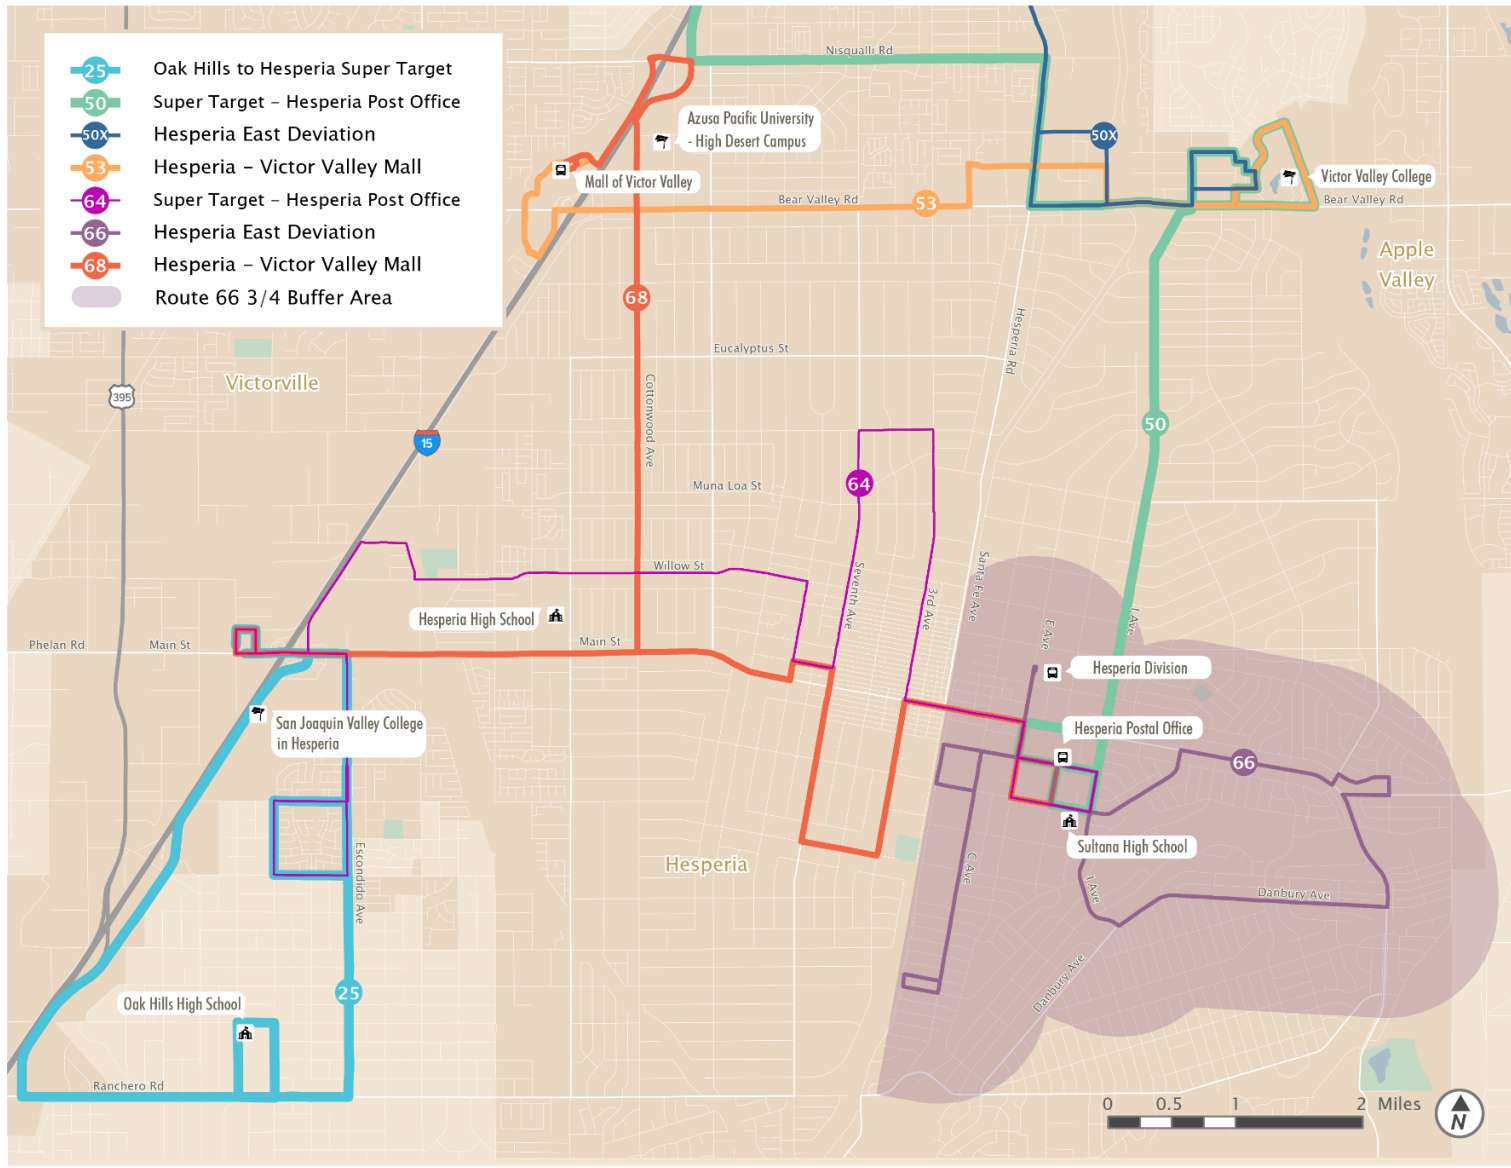 25 Oak Hills to Hesperia Super Target
50 Super Target – Hesperia Post Office
50X Hesperia East Deviation
53 Hesperia – Victor Valley Mall
64 Super Target – Hesperia Post Office
66 Hesperia East Deviation
68 Hesperia – Victor Valley Mall
Route 66 3/4 Buffer Area
Nisqualli Rd
Azusa Pacific University
- High Desert Campus
50X
Mall of Victor Valley
Victor Valley College
Bear Valley Rd
53
Bear Valley Rd
Apple
Valley
68
Hesperia Rd
Eucalyptus St
Victorville
395
Cottonwood Ave
50
15
Muna Loa St
64
Willow St
Seventh Ave
3rd Ave
Santa Fe Ave
E Ave
I Ave
Hesperia High School
Phelan Rd
Main St
Main St
Hesperia Division
San Joaquin Valley College
in Hesperia
Hesperia Postal Office
66
Sultana High School
Hesperia
Escondido Ave
C Ave
I Ave
Danbury Ave
Danbury Ave
25
Oak Hills High School
Ranchero Rd
0 0.5 1 2 Miles
N